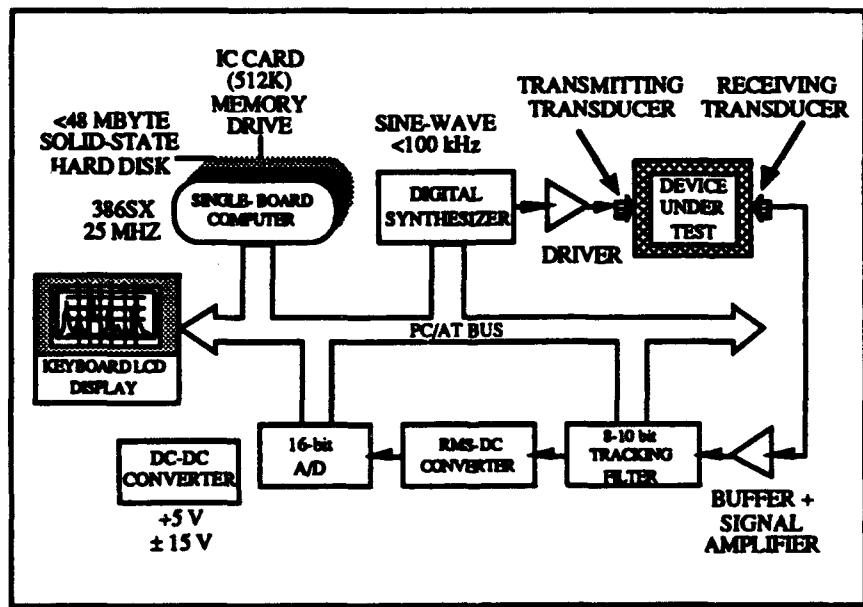 IC CARD
(512K)
MEMORY
DRIVE
<48 MBYTE
SOLID-STATE
HARD DISK
386SX
25 MHZ
SINGLE-BOARD
COMPUTER
SINE-WAVE
<100 kHz
DIGITAL
SYNTHESIZER
DRIVER
TRANSMITTING
TRANSDUCER
RECEIVING
TRANSDUCER
DEVICE
UNDER
TEST
PC/AT BUS
KEYBOARD LCD
DISPLAY
DC-DC
CONVERTER
+5 V
± 15 V
16-bit
A/D
RMS-DC
CONVERTER
8-10 bit
TRACKING
FILTER
BUFFER +
SIGNAL
AMPLIFIER